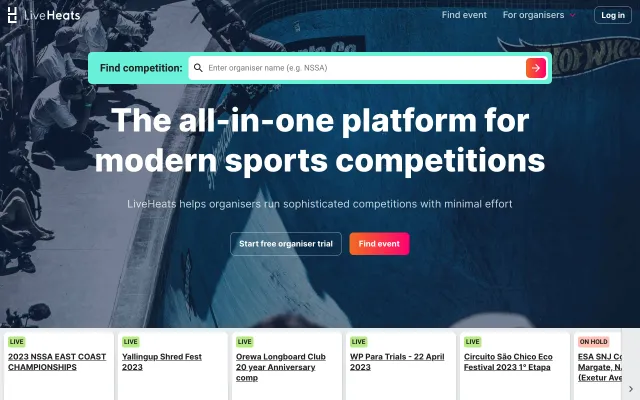 LiveHeats
Find event
For organisers
Log in
Find competition:
Enter organiser name (e.g. NSSA)
The all-in-one platform for
modern sports competitions
LiveHeats helps organisers run sophisticated competitions with minimal effort
Start free organiser trial
Find event
LIVE
2023 NSSA EAST COAST
CHAMPIONSHIPS
LIVE
Yallingup Shred Fest
2023
LIVE
Orewa Longboard Club
20 year Anniversary
comp
LIVE
WP Para Trials - 22 April
2023
LIVE
Circuito São Chico Eco
Festival 2023 1° Etapa
ON HOLD
ESA SNJ Co
Margate, N
(Exetur Ave